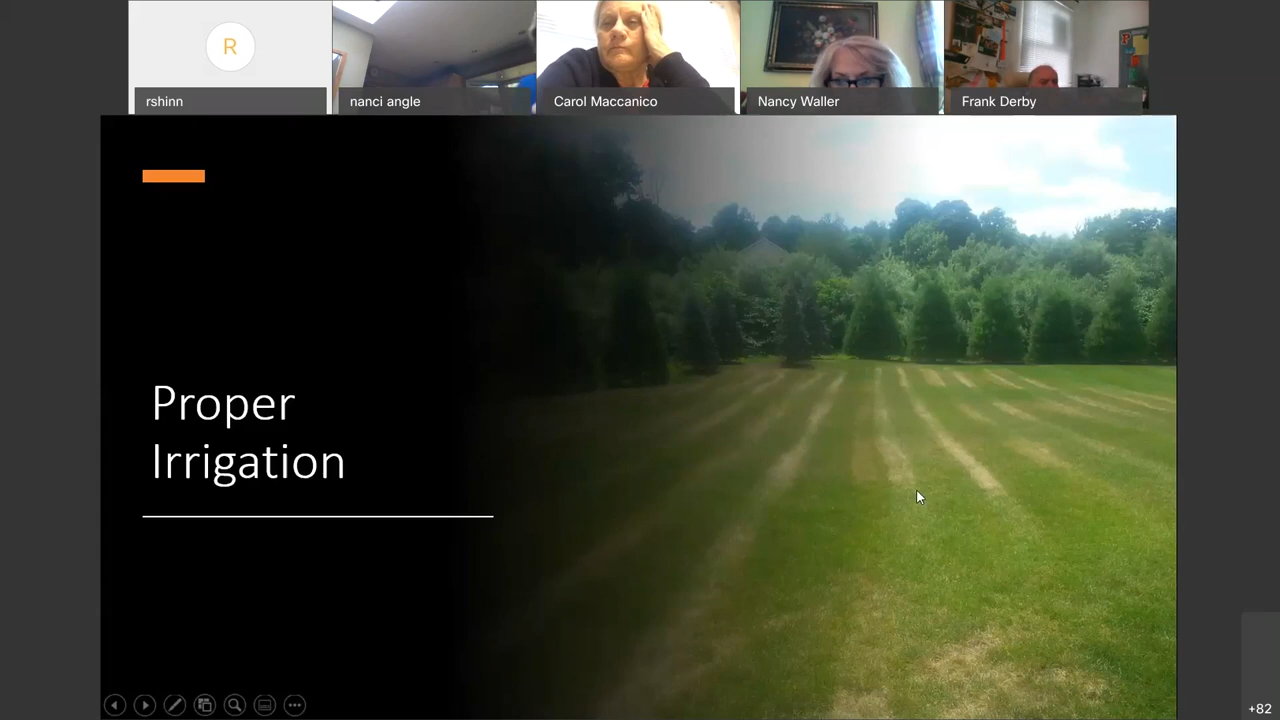 R
rshinn
nanci angle
Carol Maccanico
Nancy Waller
Frank Derby
Proper
Irrigation
+82